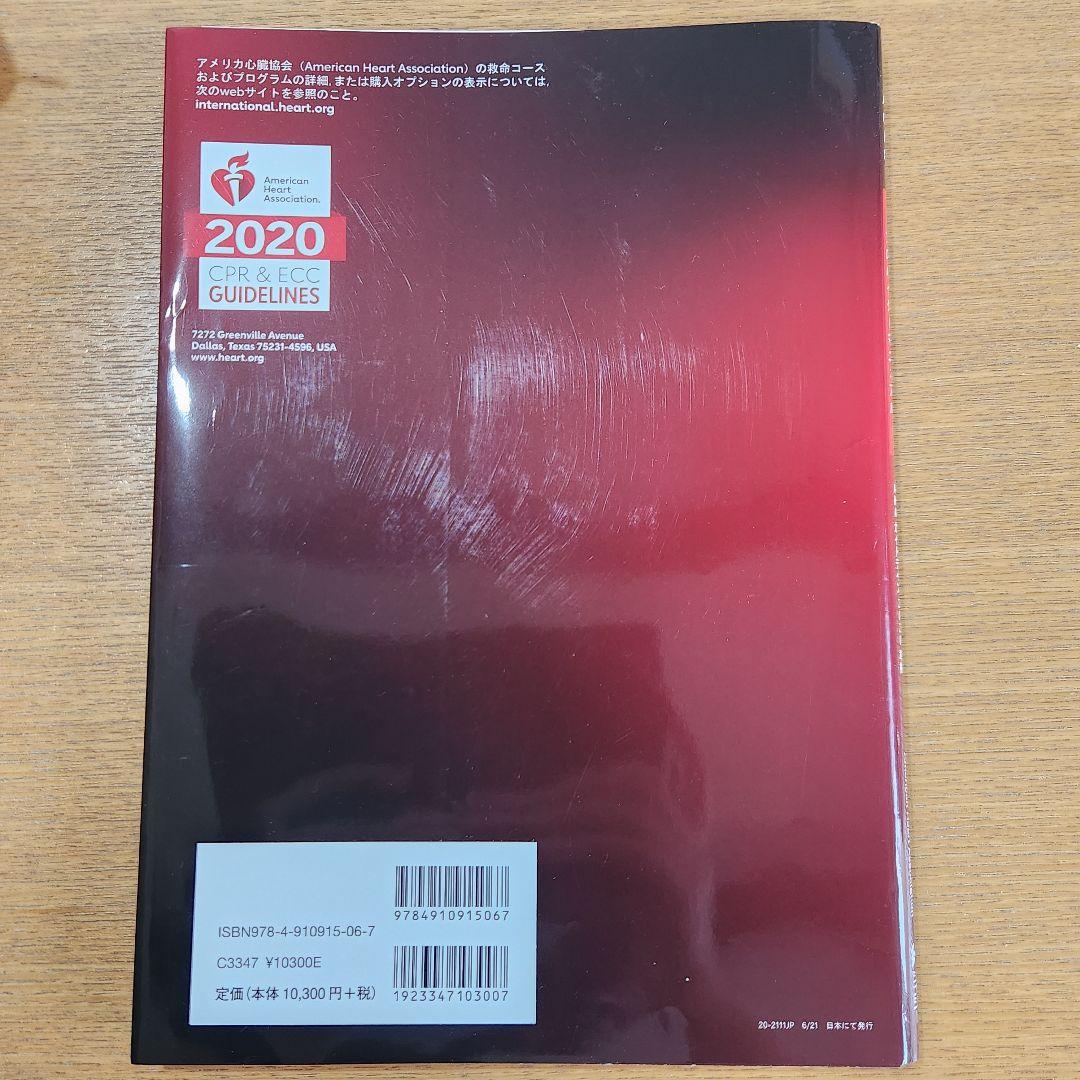 アメリカ心臓協会（American Heart Association）の救命コース
およびプログラムの詳細，または購入オプションの表示については，
次のwebサイトを参照のこと。
international.heart.org
American
Heart
Association.
2020
CPR & ECC
GUIDELINES
7272 Greenville Avenue
Dallas, Texas 75231-4596, USA
www.heart.org
9784910915067
ISBN978-4-910915-06-7
C3347 ¥10300E
定価（本体 10,300 円＋税）
1923347103007
20-2111JP 6/21 日本にて発行